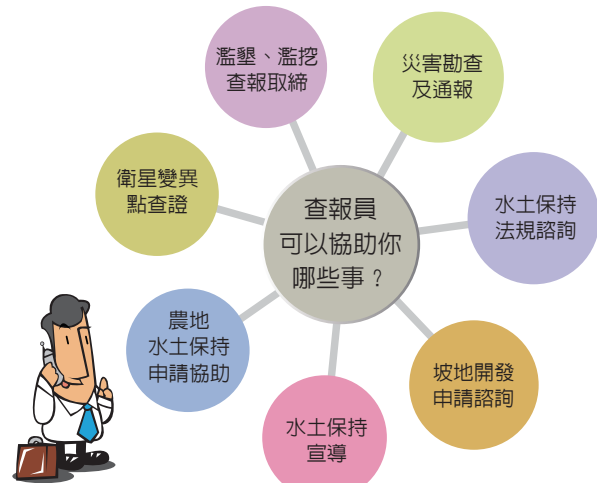 查報員
可以協助你
哪些事？
濫墾、濫挖
查報取締
災害勘查
及通報
水土保持
法規諮詢
坡地開發
申請諮詢
水土保持
宣導
農地
水土保持
申請協助
衛星變異
點查證